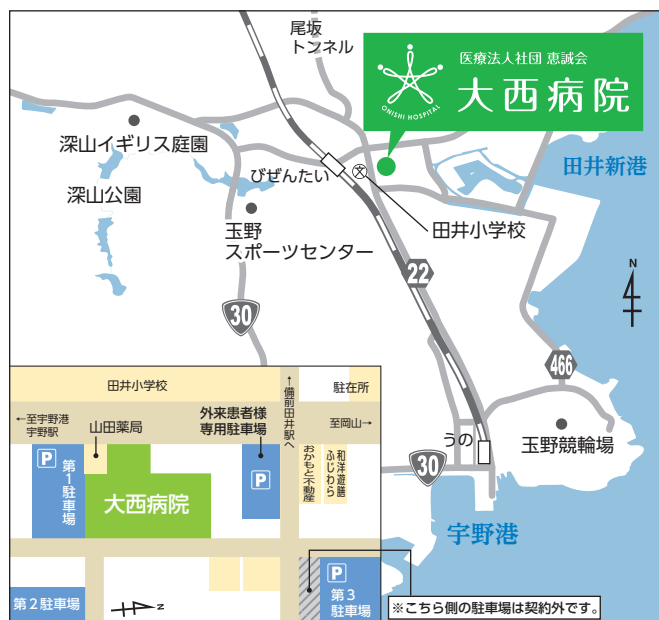 尾坂
トンネル
医療法人社団 恵誠会
大西病院
ONISHI HOSPITAL
深山イギリス庭園
深山公園
びぜんたい
文
田井新港
田井小学校
玉野
スポーツセンター
22
N
30
466
うの
30
玉野競輪場
宇野港
田井小学校
←備前田井駅へ
駐在所
←至宇野港
宇野駅
山田薬局
外来患者様
専用駐車場
至岡山→
P
第1駐車場
大西病院
P
おかもと不動産
和洋遊膳
ふじわら
第2駐車場
N
P
第3
駐車場
※こちら側の駐車場は契約外です。